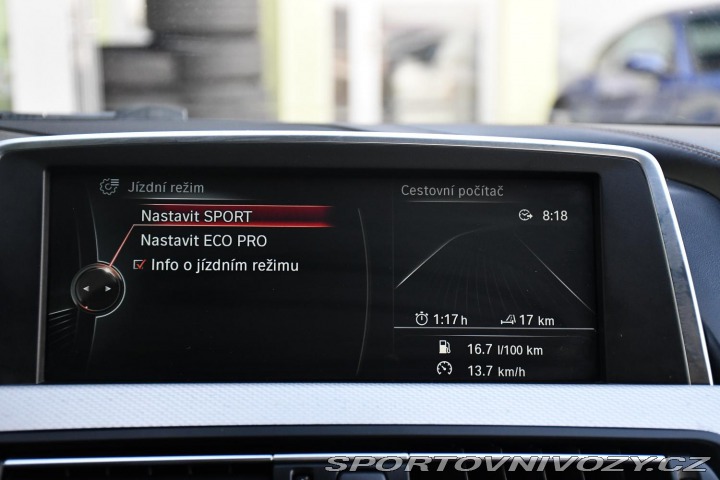 Jízdní režim
Nastavit SPORT
Nastavit ECO PRO
Info o jízdním režimu
Cestovní počítač
8:18
1:17 h
17 km
16.7 l/100 km
13.7 km/h
SPORTOVNIVOZY.CZ